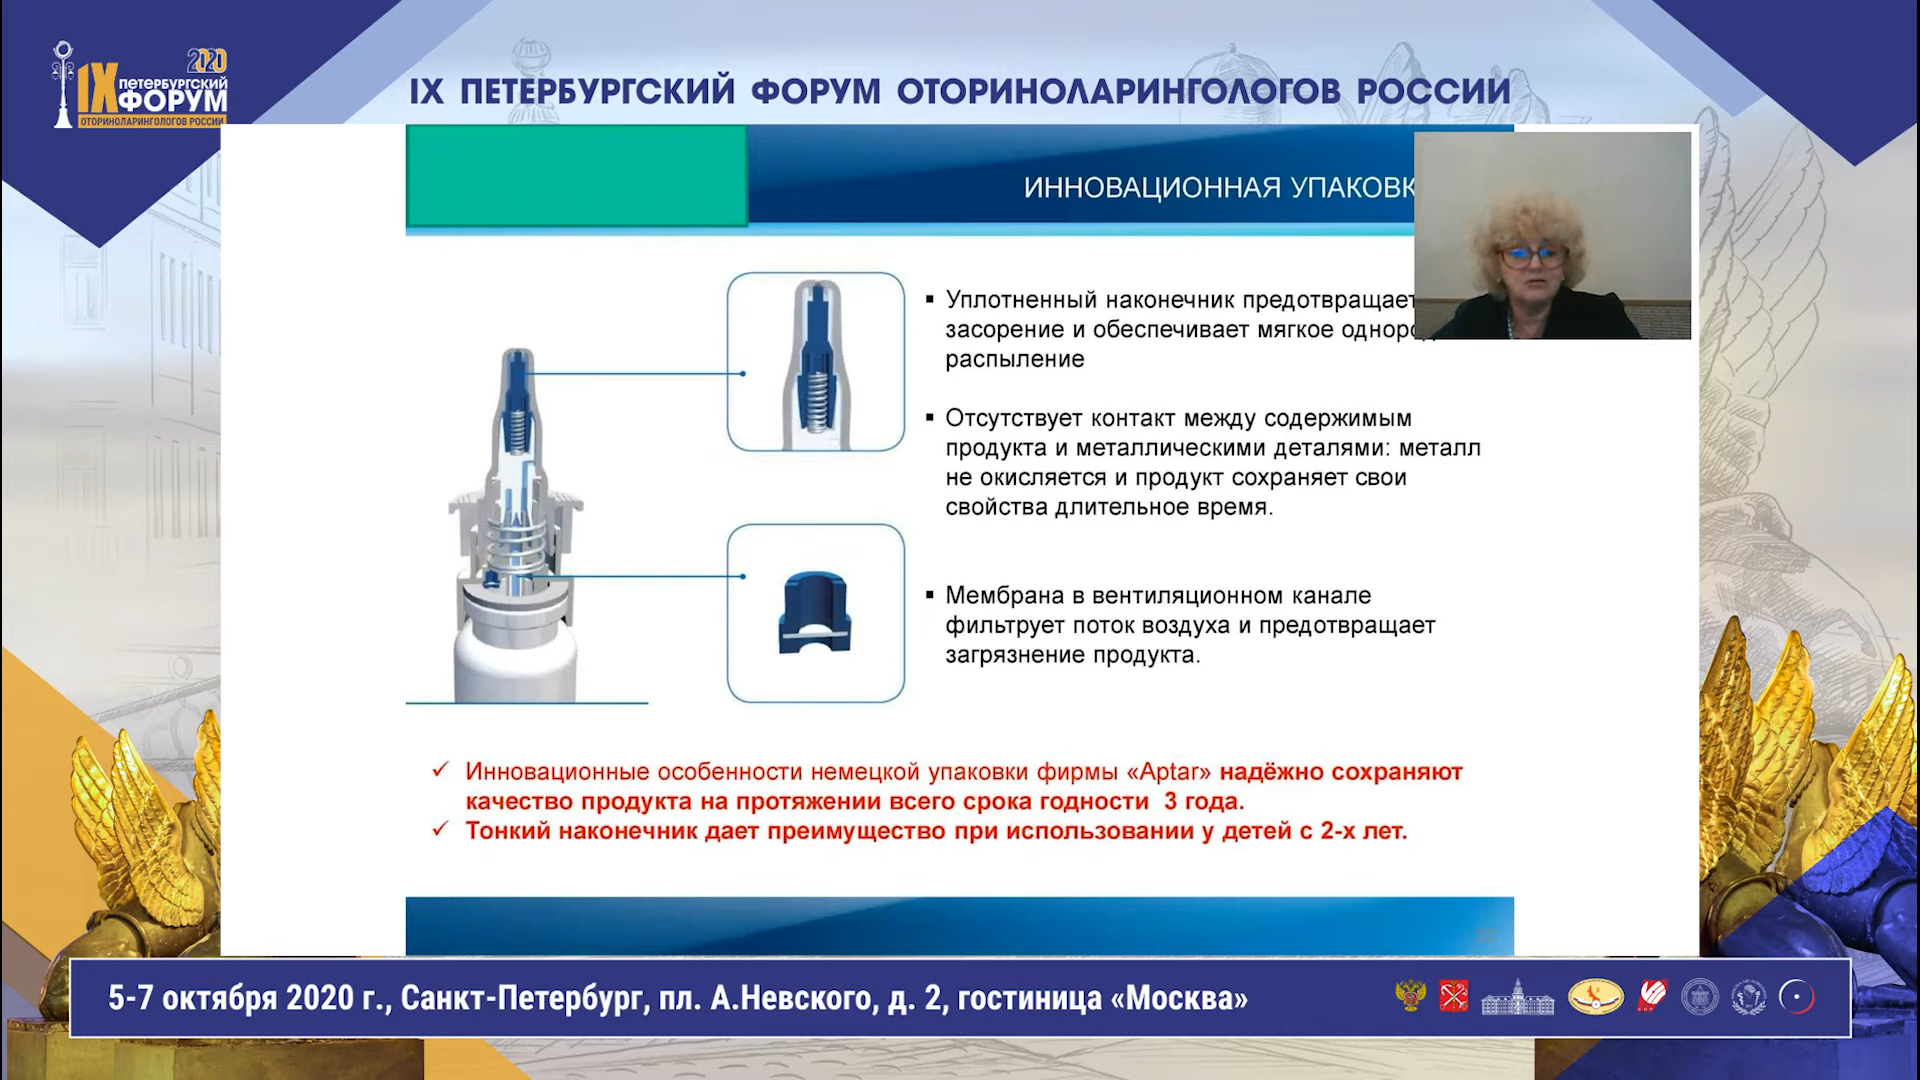 IX ПЕТЕРБУРГСКИЙ ФОРУМ ОТОРИНОЛАРИНГОЛОГОВ РОССИИ
2020
IX ПЕТЕРБУРГСКИЙ
ФОРУМ
ОТОРИНОЛАРИНГОЛОГОВ РОССИИ
ИННОВАЦИОННАЯ УПАКОВК
▪ Уплотненный наконечник предотвращает
засорение и обеспечивает мягкое одноро
распыление
▪ Отсутствует контакт между содержимым
продукта и металлическими деталями: металл
не окисляется и продукт сохраняет свои
свойства длительное время.
▪ Мембрана в вентиляционном канале
фильтрует поток воздуха и предотвращает
загрязнение продукта.
✓ Инновационные особенности немецкой упаковки фирмы «Aptar» надёжно сохраняют
качество продукта на протяжении всего срока годности 3 года.
✓ Тонкий наконечник дает преимущество при использовании у детей с 2-х лет.
5-7 октября 2020 г., Санкт-Петербург, пл. А.Невского, д. 2, гостиница «Москва»